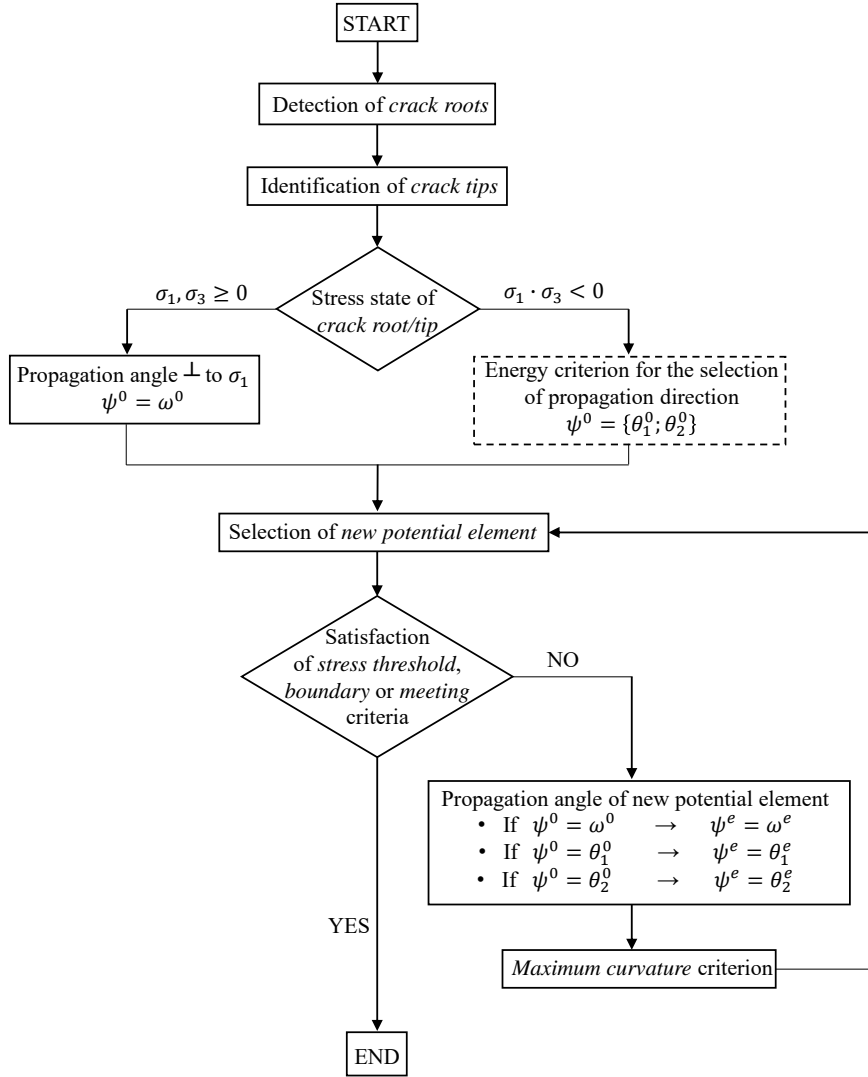 START
Detection of crack roots
Identification of crack tips
σ₁, σ₃ ≥ 0
Stress state of
crack root/tip
σ₁ · σ₃ < 0
Propagation angle ⊥ to σ₁
ψ⁰ = ω⁰
Energy criterion for the selection
of propagation direction
ψ⁰ = {θ₁⁰; θ₂⁰}
Selection of new potential element
Satisfaction
of stress threshold,
boundary or meeting
criteria
NO
Propagation angle of new potential element
• If ψ⁰ = ω⁰ → ψᵉ = ωᵉ
• If ψ⁰ = θ₁⁰ → ψᵉ = θ₁ᵉ
• If ψ⁰ = θ₂⁰ → ψᵉ = θ₂ᵉ
YES
Maximum curvature criterion
END